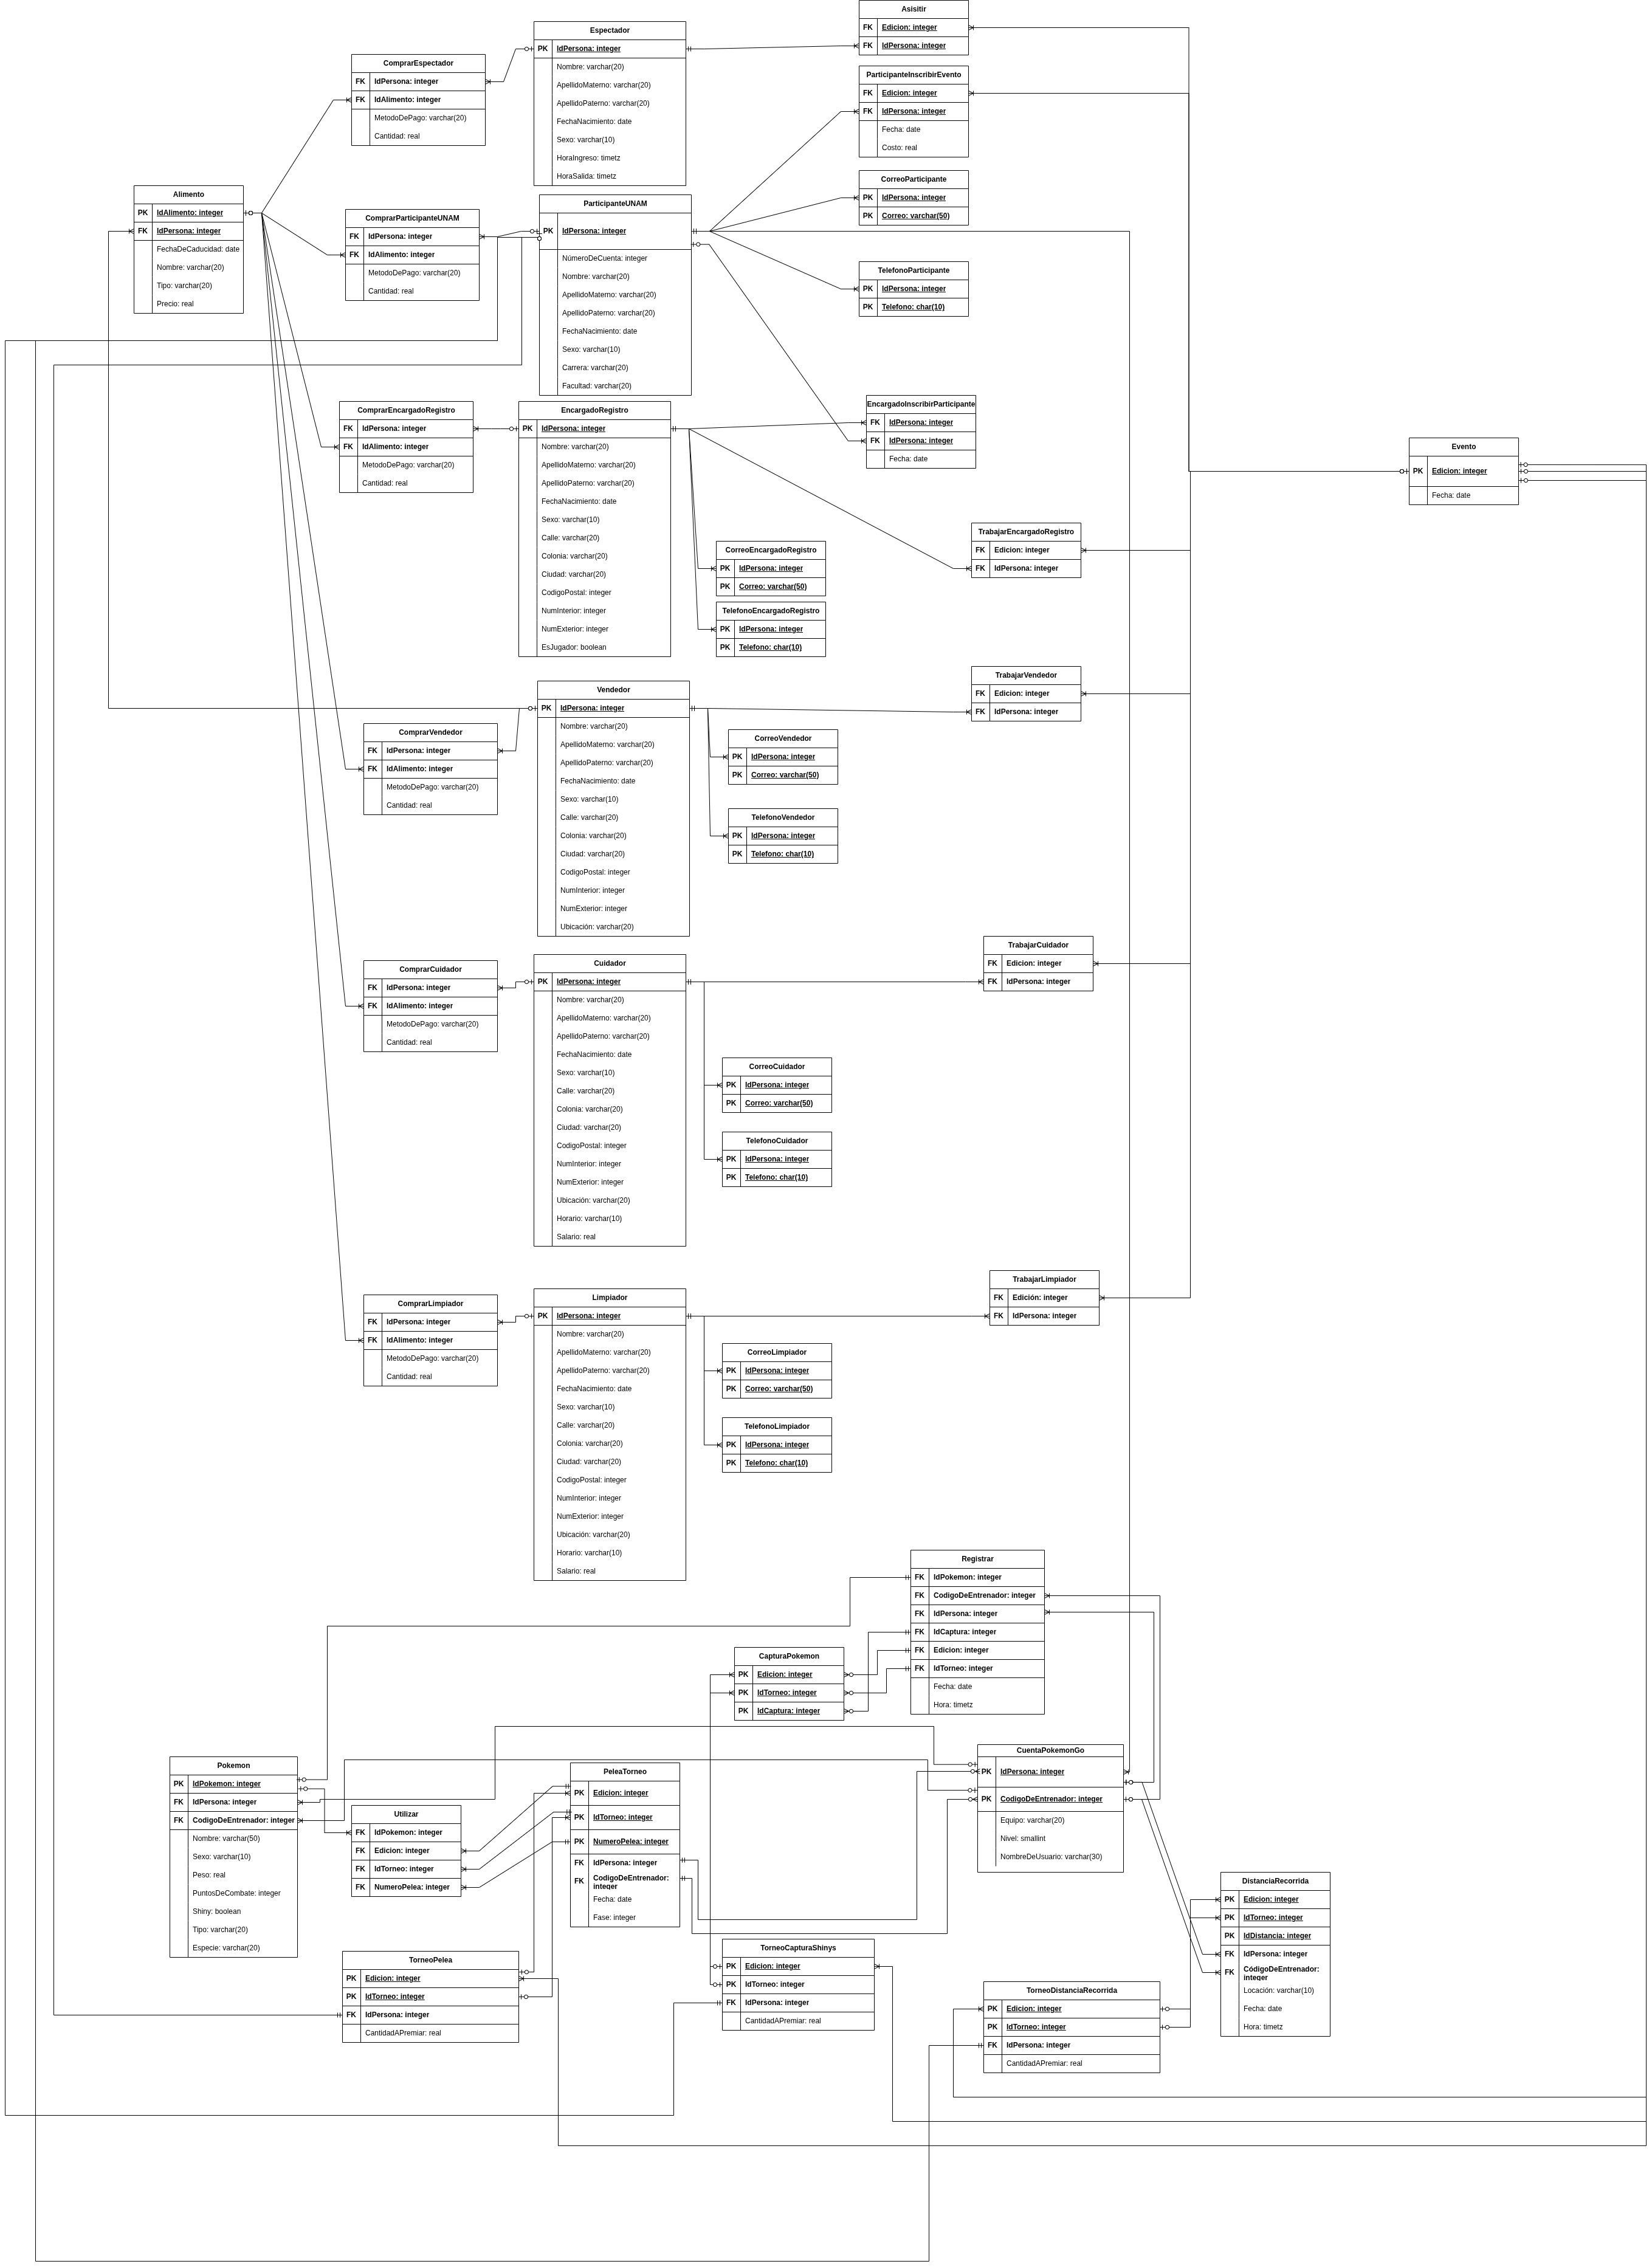 Asisitir
FK Edicion: integer
FK IdPersona: integer
Espectador
PK IdPersona: integer
Nombre: varchar(20)
ApellidoMaterno: varchar(20)
ApellidoPaterno: varchar(20)
FechaNacimiento: date
Sexo: varchar(10)
HoraIngreso: timetz
HoraSalida: timetz
ComprarEspectador
FK IdPersona: integer
FK IdAlimento: integer
MetodoDePago: varchar(20)
Cantidad: real
ParticipanteInscribirEvento
FK Edicion: integer
FK IdPersona: integer
Fecha: date
Costo: real
CorreoParticipante
PK IdPersona: integer
PK Correo: varchar(50)
Alimento
PK IdAlimento: integer
FK IdPersona: integer
FechaDeCaducidad: date
Nombre: varchar(20)
Tipo: varchar(20)
Precio: real
ComprarParticipanteUNAM
FK IdPersona: integer
FK IdAlimento: integer
MetodoDePago: varchar(20)
Cantidad: real
ParticipanteUNAM
PK IdPersona: integer
NúmeroDeCuenta: integer
Nombre: varchar(20)
ApellidoMaterno: varchar(20)
ApellidoPaterno: varchar(20)
FechaNacimiento: date
Sexo: varchar(10)
Carrera: varchar(20)
Facultad: varchar(20)
TelefonoParticipante
PK IdPersona: integer
PK Telefono: char(10)
ComprarEncargadoRegistro
FK IdPersona: integer
FK IdAlimento: integer
MetodoDePago: varchar(20)
Cantidad: real
EncargadoRegistro
PK IdPersona: integer
Nombre: varchar(20)
ApellidoMaterno: varchar(20)
ApellidoPaterno: varchar(20)
FechaNacimiento: date
Sexo: varchar(10)
Calle: varchar(20)
Colonia: varchar(20)
Ciudad: varchar(20)
CodigoPostal: integer
NumInterior: integer
NumExterior: integer
EsJugador: boolean
EncargadoInscribirParticipante
FK IdPersona: integer
FK IdPersona: integer
Fecha: date
Evento
PK Edicion: integer
Fecha: date
TrabajarEncargadoRegistro
FK Edicion: integer
FK IdPersona: integer
CorreoEncargadoRegistro
PK IdPersona: integer
PK Correo: varchar(50)
TelefonoEncargadoRegistro
PK IdPersona: integer
PK Telefono: char(10)
Vendedor
PK IdPersona: integer
Nombre: varchar(20)
ApellidoMaterno: varchar(20)
ApellidoPaterno: varchar(20)
FechaNacimiento: date
Sexo: varchar(10)
Calle: varchar(20)
Colonia: varchar(20)
Ciudad: varchar(20)
CodigoPostal: integer
NumInterior: integer
NumExterior: integer
Ubicación: varchar(20)
TrabajarVendedor
FK Edicion: integer
FK IdPersona: integer
ComprarVendedor
FK IdPersona: integer
FK IdAlimento: integer
MetodoDePago: varchar(20)
Cantidad: real
CorreoVendedor
PK IdPersona: integer
PK Correo: varchar(50)
TelefonoVendedor
PK IdPersona: integer
PK Telefono: char(10)
TrabajarCuidador
FK Edicion: integer
FK IdPersona: integer
ComprarCuidador
FK IdPersona: integer
FK IdAlimento: integer
MetodoDePago: varchar(20)
Cantidad: real
Cuidador
PK IdPersona: integer
Nombre: varchar(20)
ApellidoMaterno: varchar(20)
ApellidoPaterno: varchar(20)
FechaNacimiento: date
Sexo: varchar(10)
Calle: varchar(20)
Colonia: varchar(20)
Ciudad: varchar(20)
CodigoPostal: integer
NumInterior: integer
NumExterior: integer
Ubicación: varchar(20)
Horario: varchar(10)
Salario: real
CorreoCuidador
PK IdPersona: integer
PK Correo: varchar(50)
TelefonoCuidador
PK IdPersona: integer
PK Telefono: char(10)
TrabajarLimpiador
FK Edición: integer
FK IdPersona: integer
ComprarLimpiador
FK IdPersona: integer
FK IdAlimento: integer
MetodoDePago: varchar(20)
Cantidad: real
Limpiador
PK IdPersona: integer
Nombre: varchar(20)
ApellidoMaterno: varchar(20)
ApellidoPaterno: varchar(20)
FechaNacimiento: date
Sexo: varchar(10)
Calle: varchar(20)
Colonia: varchar(20)
Ciudad: varchar(20)
CodigoPostal: integer
NumInterior: integer
NumExterior: integer
Ubicación: varchar(20)
Horario: varchar(10)
Salario: real
CorreoLimpiador
PK IdPersona: integer
PK Correo: varchar(50)
TelefonoLimpiador
PK IdPersona: integer
PK Telefono: char(10)
Registrar
FK IdPokemon: integer
FK CodigoDeEntrenador: integer
FK IdPersona: integer
FK IdCaptura: integer
FK Edicion: integer
FK IdTorneo: integer
Fecha: date
Hora: timetz
CapturaPokemon
PK Edicion: integer
PK IdTorneo: integer
PK IdCaptura: integer
Pokemon
PK IdPokemon: integer
FK IdPersona: integer
FK CodigoDeEntrenador: integer
Nombre: varchar(50)
Sexo: varchar(10)
Peso: real
PuntosDeCombate: integer
Shiny: boolean
Tipo: varchar(20)
Especie: varchar(20)
Utilizar
FK IdPokemon: integer
FK Edicion: integer
FK IdTorneo: integer
FK NumeroPelea: integer
PeleaTorneo
PK Edicion: integer
PK IdTorneo: integer
PK NumeroPelea: integer
FK IdPersona: integer
FK CodigoDeEntrenador:
integer
Fecha: date
Fase: integer
CuentaPokemonGo
PK IdPersona: integer
PK CodigoDeEntrenador: integer
Equipo: varchar(20)
Nivel: smallint
NombreDeUsuario: varchar(30)
DistanciaRecorrida
PK Edicion: integer
PK IdTorneo: integer
PK IdDistancia: integer
FK IdPersona: integer
FK CódigoDeEntrenador:
integer
Locación: varchar(10)
Fecha: date
Hora: timetz
TorneoPelea
PK Edicion: integer
PK IdTorneo: integer
FK IdPersona: integer
CantidadAPremiar: real
TorneoCapturaShinys
PK Edicion: integer
PK IdTorneo: integer
FK IdPersona: integer
CantidadAPremiar: real
TorneoDistanciaRecorrida
PK Edicion: integer
PK IdTorneo: integer
FK IdPersona: integer
CantidadAPremiar: real